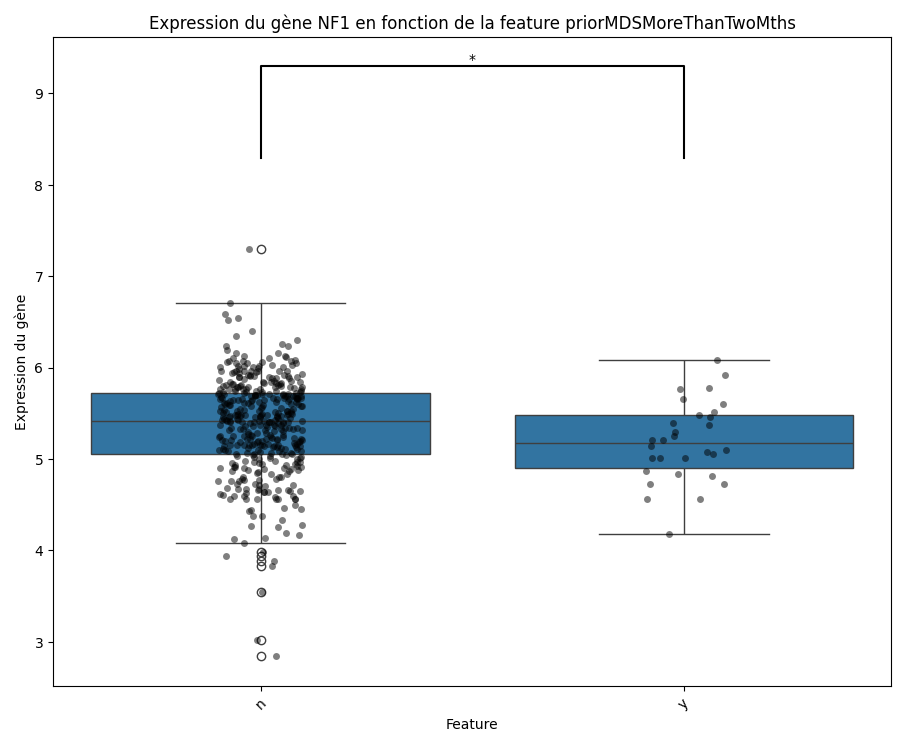 Expression du gène NF1 en fonction de la feature priorMDSMoreThanTwoMths
*
9
8
7
6
5
4
3
Expression du gène
n
y
Feature